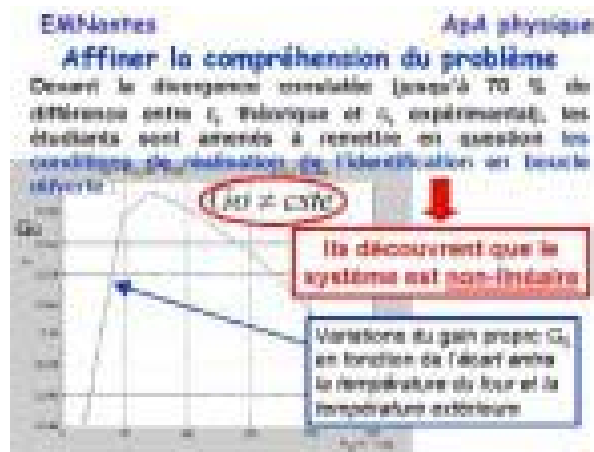 EMNantes
ApA physique
Affiner la compréhension du problème
Devant la divergence constatée (jusqu'à 70 % de
différence entre théorique et expérimental), les
étudiants sont amenés à remettre en question les
conditions de réalisation de l'identification en boucle
ouverte :
≠ cste
Ils découvrent que le
système est non-linéaire
Variations du gain propre G
en fonction de l'écart entre
la température du four et la
température extérieure